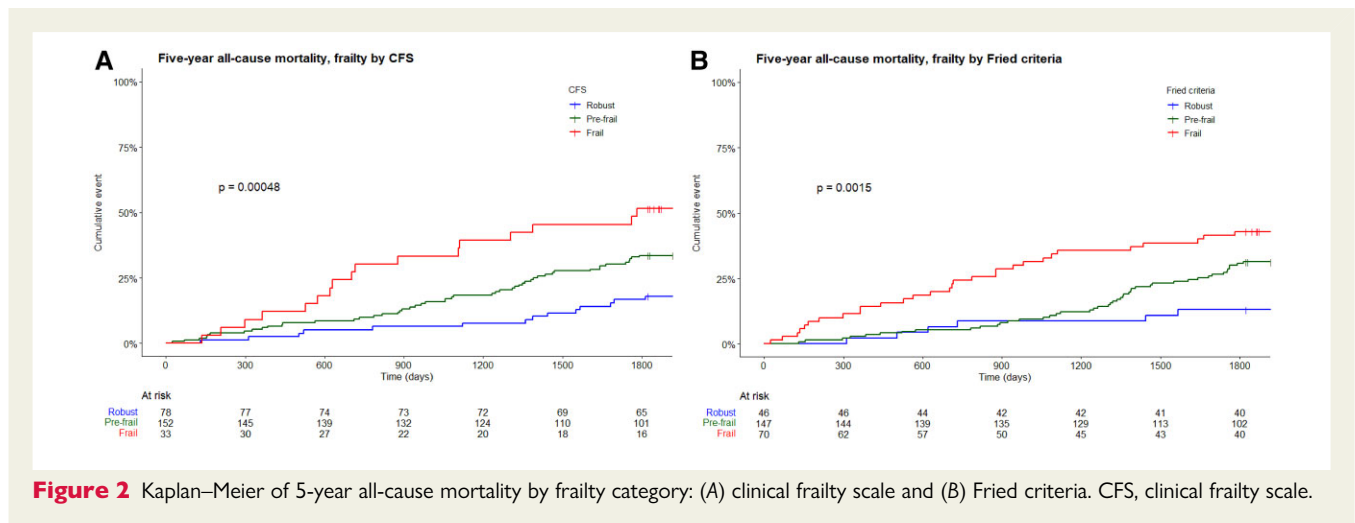 A
Five-year all-cause mortality, frailty by CFS
100%
75%
50%
25%
0%
Cumulative event
CFS
Robust
Pre-frail
Frail
p = 0.00048
0 300 600 900 1200 1500 1800
Time (days)
At risk
Robust 78 77 74 73 72 69 65
Pre-frail 152 145 139 132 124 110 101
Frail 33 30 27 22 20 18 16
B
Five-year all-cause mortality, frailty by Fried criteria
100%
75%
50%
25%
0%
Cumulative event
Fried criteria
Robust
Pre-frail
Frail
p = 0.0015
0 300 600 900 1200 1500 1800
Time (days)
At risk
Robust 46 46 44 42 42 41 40
Pre-frail 147 144 139 135 129 113 102
Frail 70 62 57 50 45 43 40
Figure 2 Kaplan–Meier of 5-year all-cause mortality by frailty category: (A) clinical frailty scale and (B) Fried criteria. CFS, clinical frailty scale.